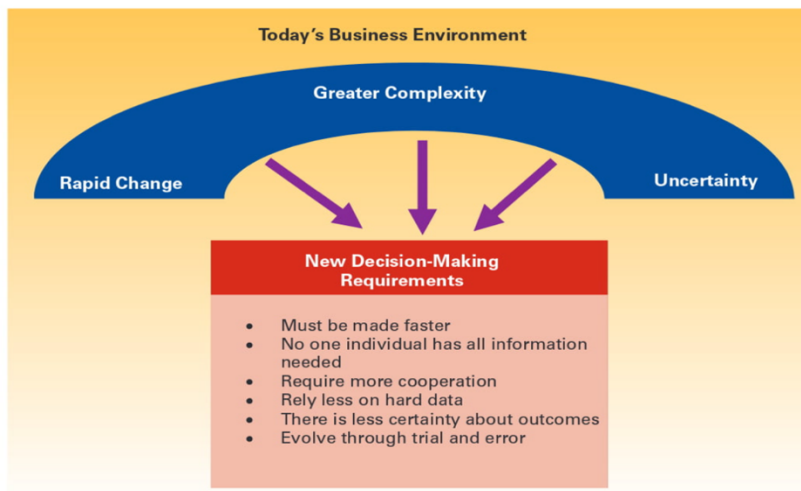 Today's Business Environment
Greater Complexity
Rapid Change
Uncertainty
New Decision-Making
Requirements
• Must be made faster
• No one individual has all information
needed
• Require more cooperation
• Rely less on hard data
• There is less certainty about outcomes
• Evolve through trial and error